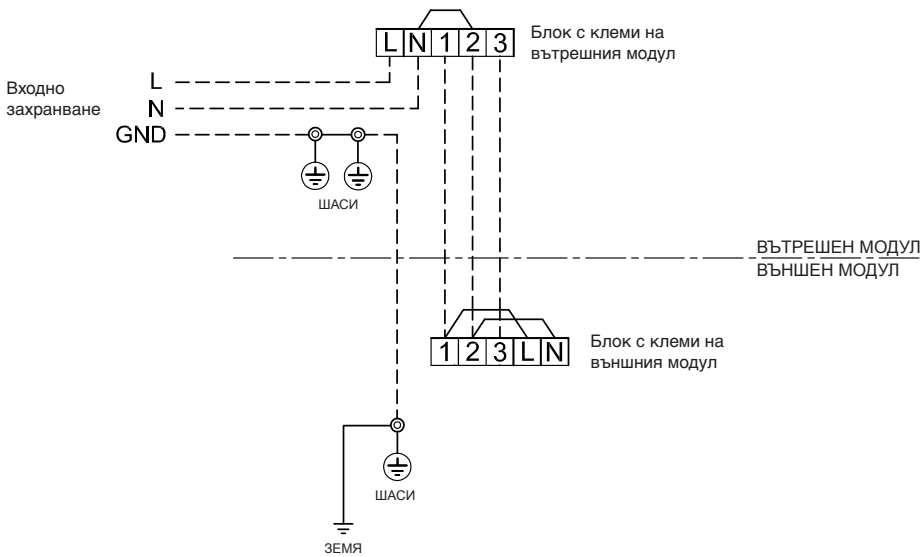 L N 1 2 3
Блок с клеми на
вътрешния модул
Входно
захранване
L
N
GND
ШАСИ
ВЪТРЕШЕН МОДУЛ
ВЪНШЕН МОДУЛ
1 2 3 L N
Блок с клеми на
външния модул
ШАСИ
ЗЕМЯ